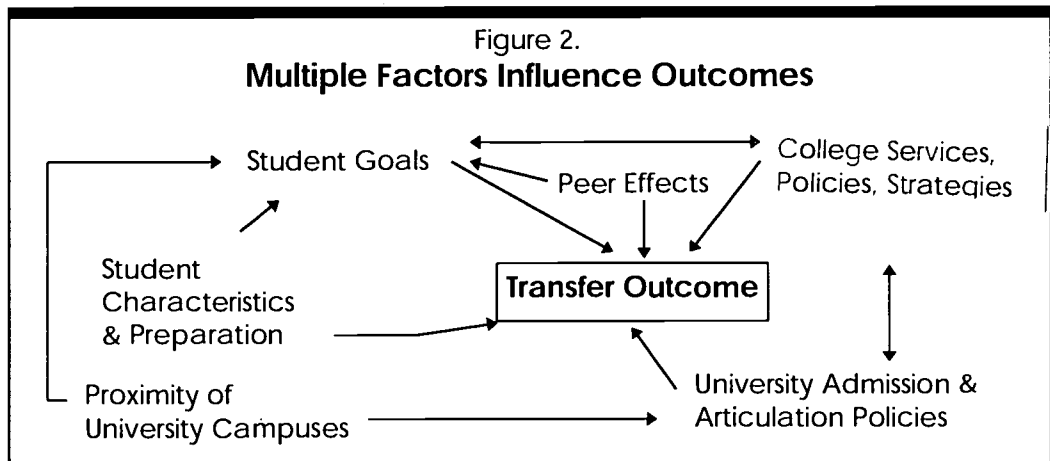 Figure 2.
Multiple Factors Influence Outcomes
Student Goals
Peer Effects
College Services,
Policies, Strategies
Student
Characteristics
& Preparation
Transfer Outcome
Proximity of
University Campuses
University Admission &
Articulation Policies